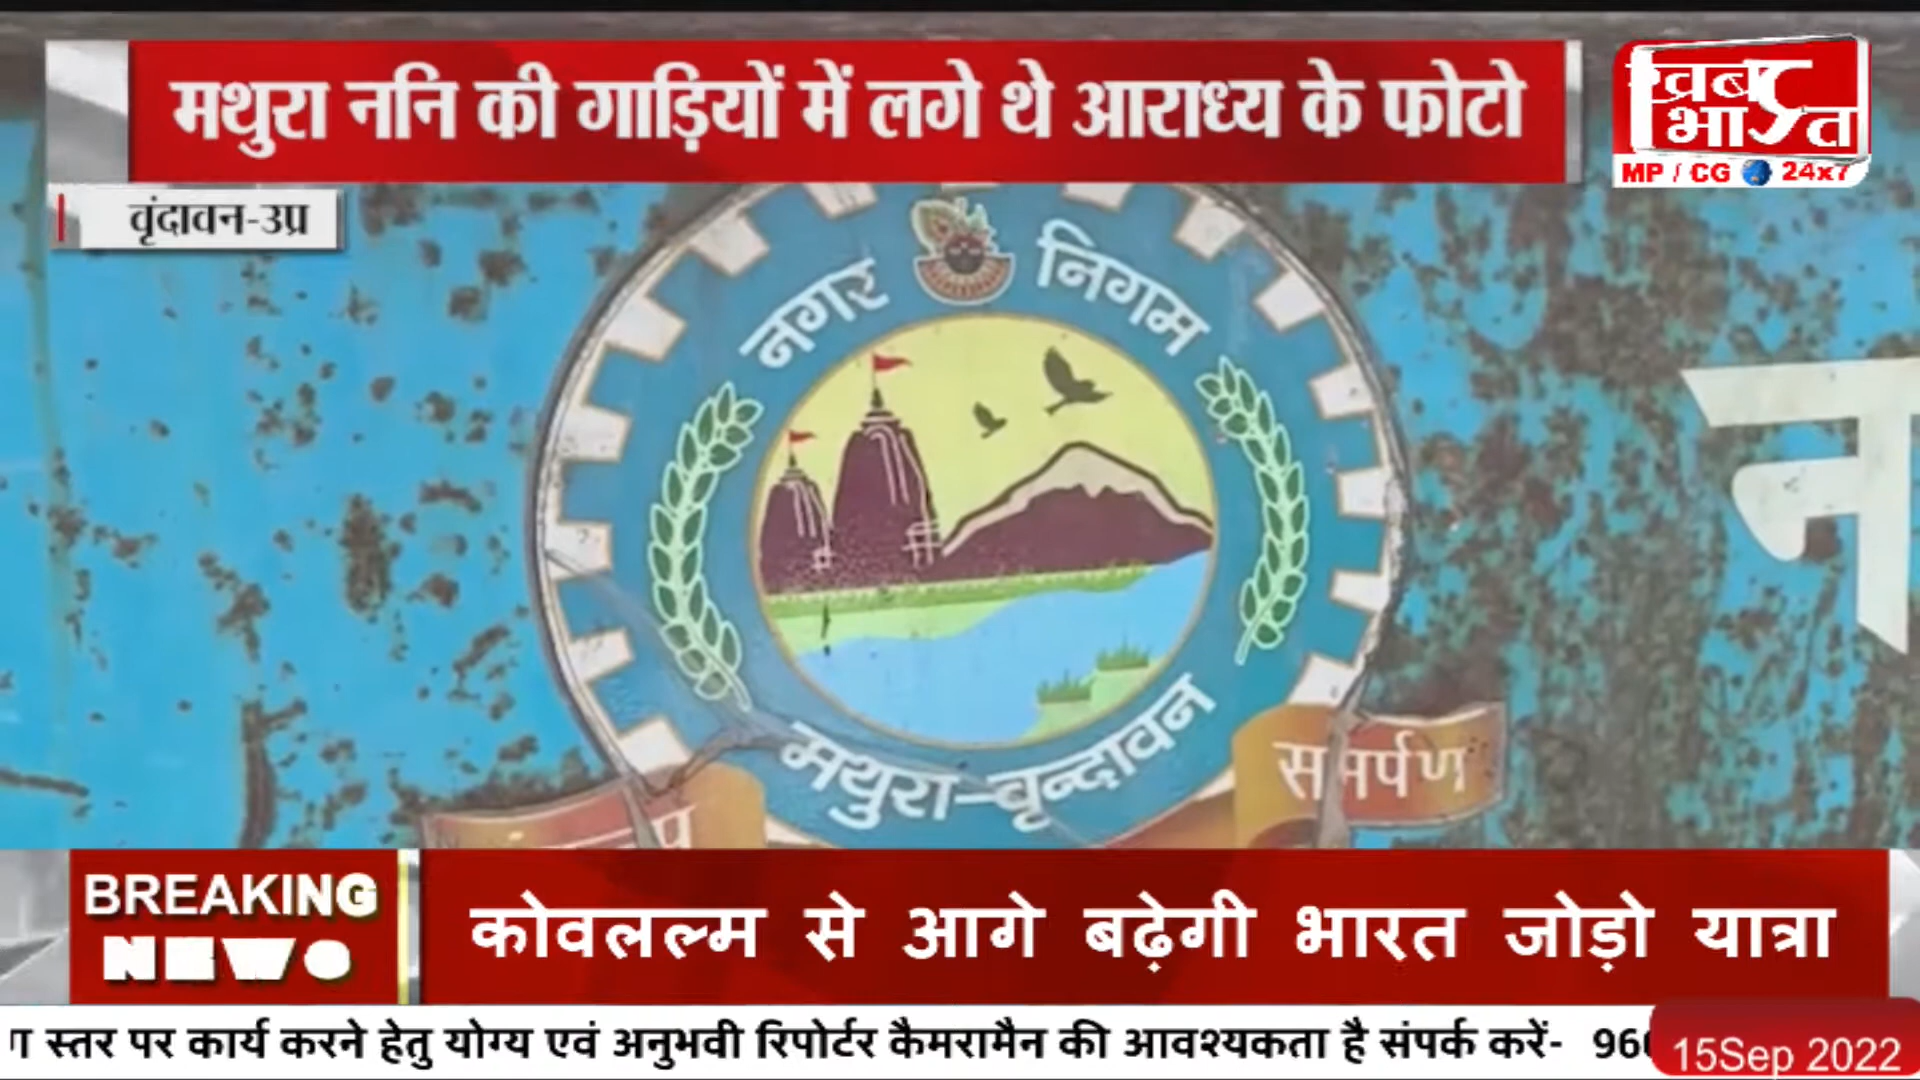 मथुरा ननि की गाड़ियों में लगे थे आराध्य के फोटो
खबर
भारत
MP / CG 24x7
वृंदावन-उप्र
नगर निगम
मथुरा-वृन्दावन
समर्पण
न
BREAKING
NEWS
कोवलल्म से आगे बढ़ेगी भारत जोड़ो यात्रा
स्तर पर कार्य करने हेतु योग्य एवं अनुभवी रिपोर्टर कैमरामैन की आवश्यकता है संपर्क करें- 96
15Sep 2022